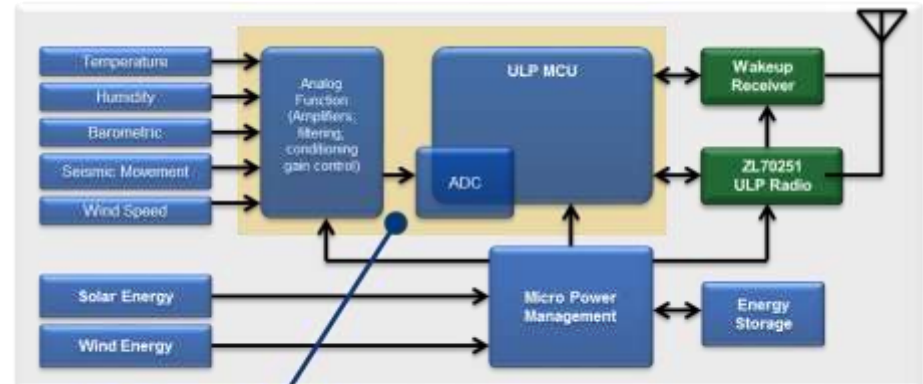 Temperature
Humidity
Barometric
Seismic Movement
Wind Speed
Analog
Function
(Amplifiers,
filtering,
conditioning
gain control)
ULP MCU
ADC
Wakeup
Receiver
ZL70251
ULP Radio
Solar Energy
Wind Energy
Micro Power
Management
Energy
Storage